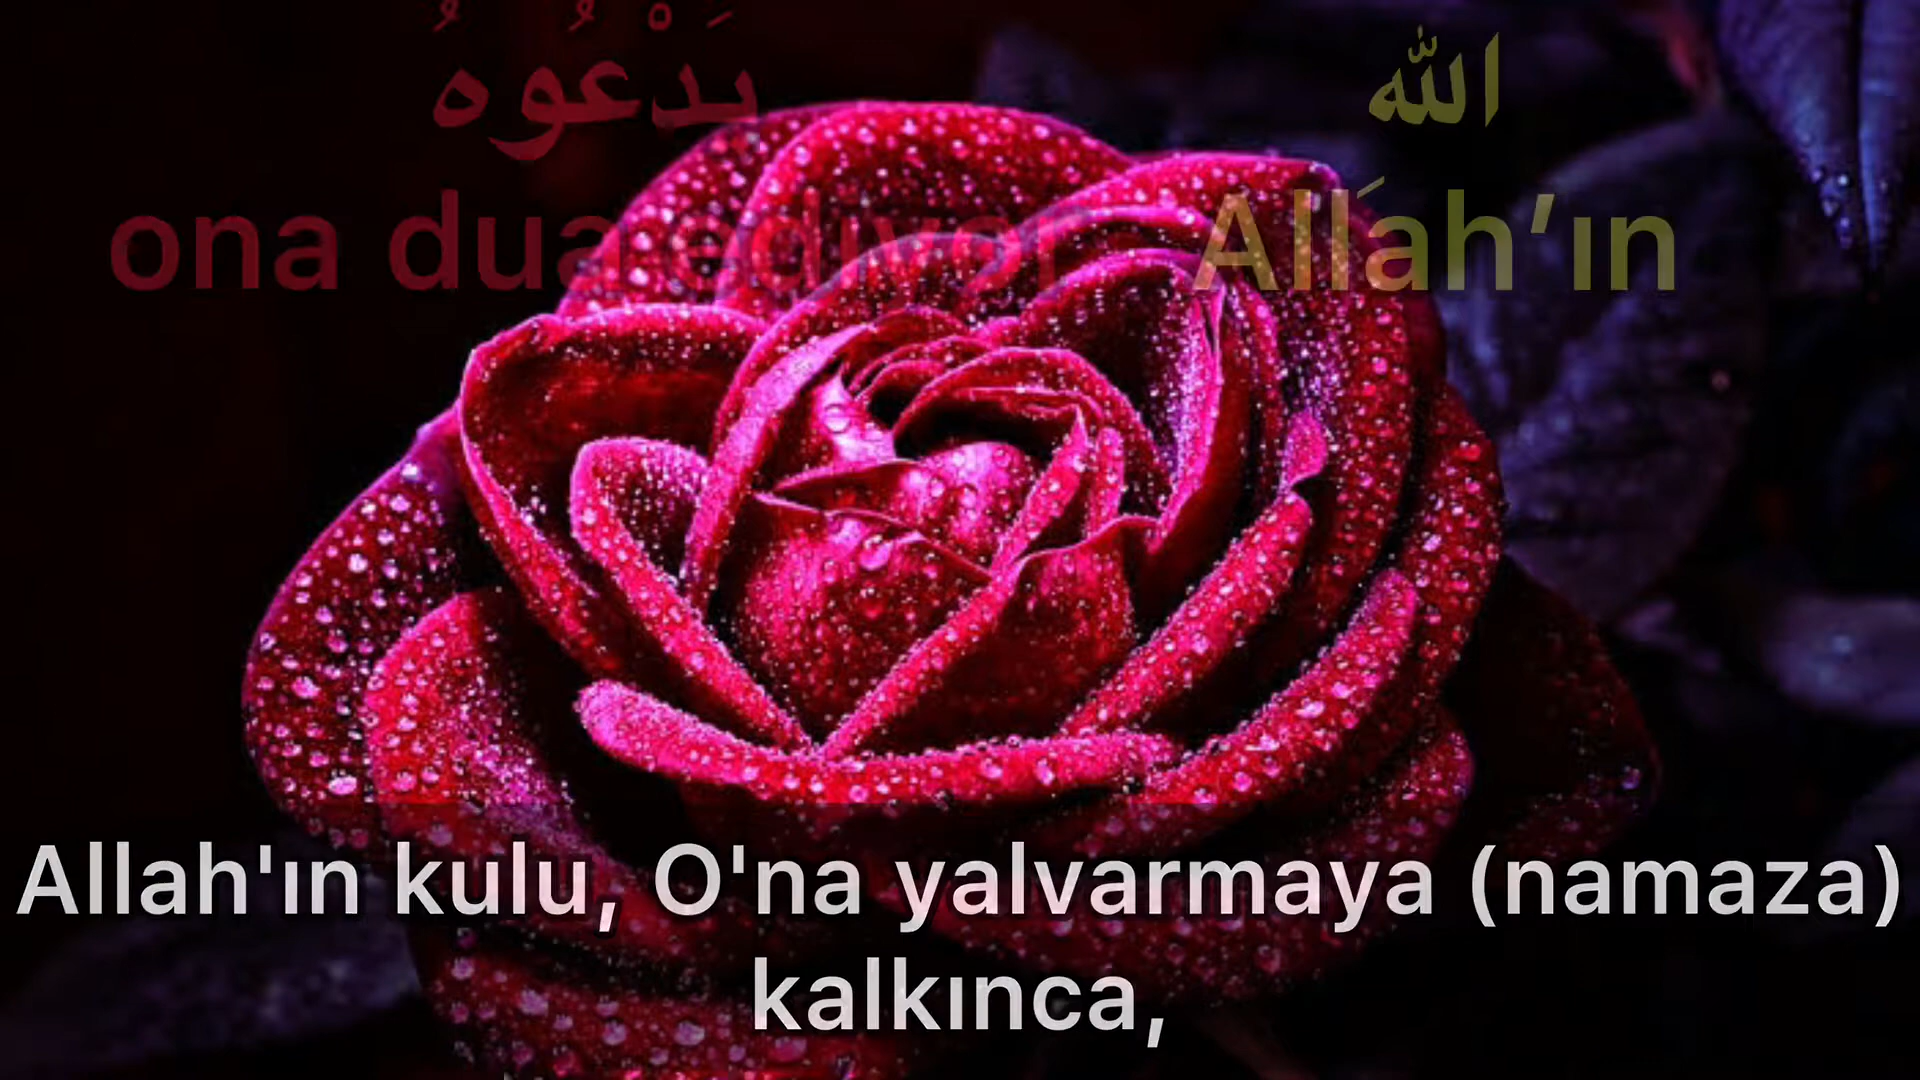 الله يَدْعُوهُ
ona dua ediyor Allah’ın
Allah'ın kulu, O'na yalvarmaya (namaza)
kalkınca,